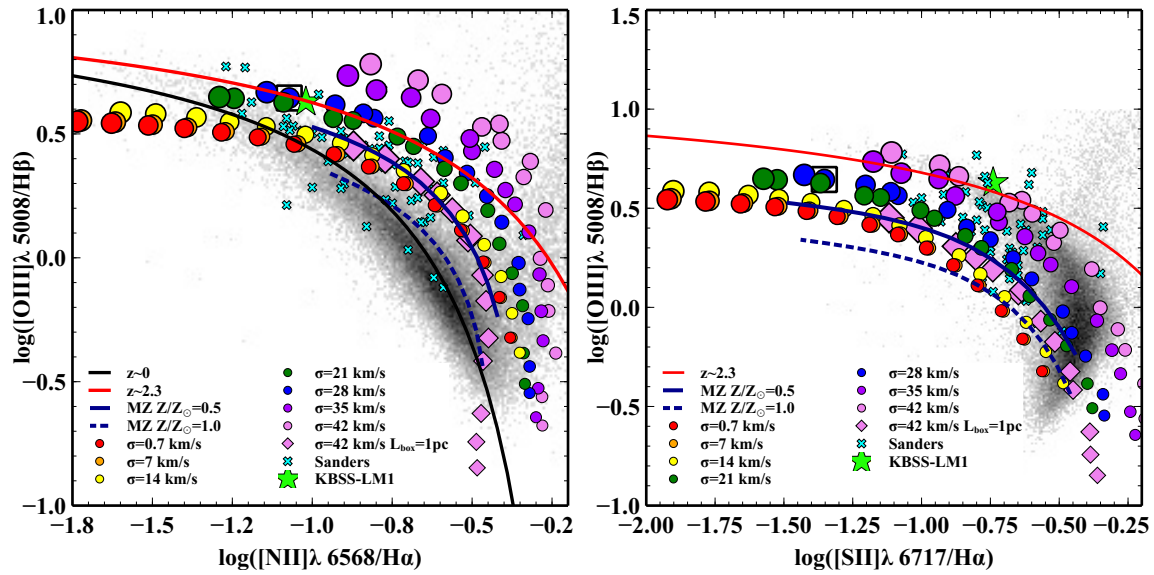 1.0
0.5
0.0
−0.5
−1.0
log([OIII]λ 5008/Hβ)
z~0
z~2.3
MZ Z/Z⊙=0.5
MZ Z/Z⊙=1.0
σ=0.7 km/s
σ=7 km/s
σ=14 km/s
σ=21 km/s
σ=28 km/s
σ=35 km/s
σ=42 km/s
σ=42 km/s Lbox=1pc
Sanders
KBSS-LM1
−1.8 −1.5 −1.2 −1.0 −0.8 −0.5 −0.2
log([NII]λ 6568/Hα)
1.5
1.0
0.5
0.0
−0.5
−1.0
log([OIII]λ 5008/Hβ)
z~2.3
MZ Z/Z⊙=0.5
MZ Z/Z⊙=1.0
σ=0.7 km/s
σ=7 km/s
σ=14 km/s
σ=21 km/s
σ=28 km/s
σ=35 km/s
σ=42 km/s
σ=42 km/s Lbox=1pc
Sanders
KBSS-LM1
−2.00 −1.75 −1.50 −1.25 −1.00 −0.75 −0.50 −0.20
log([SII]λ 6717/Hα)